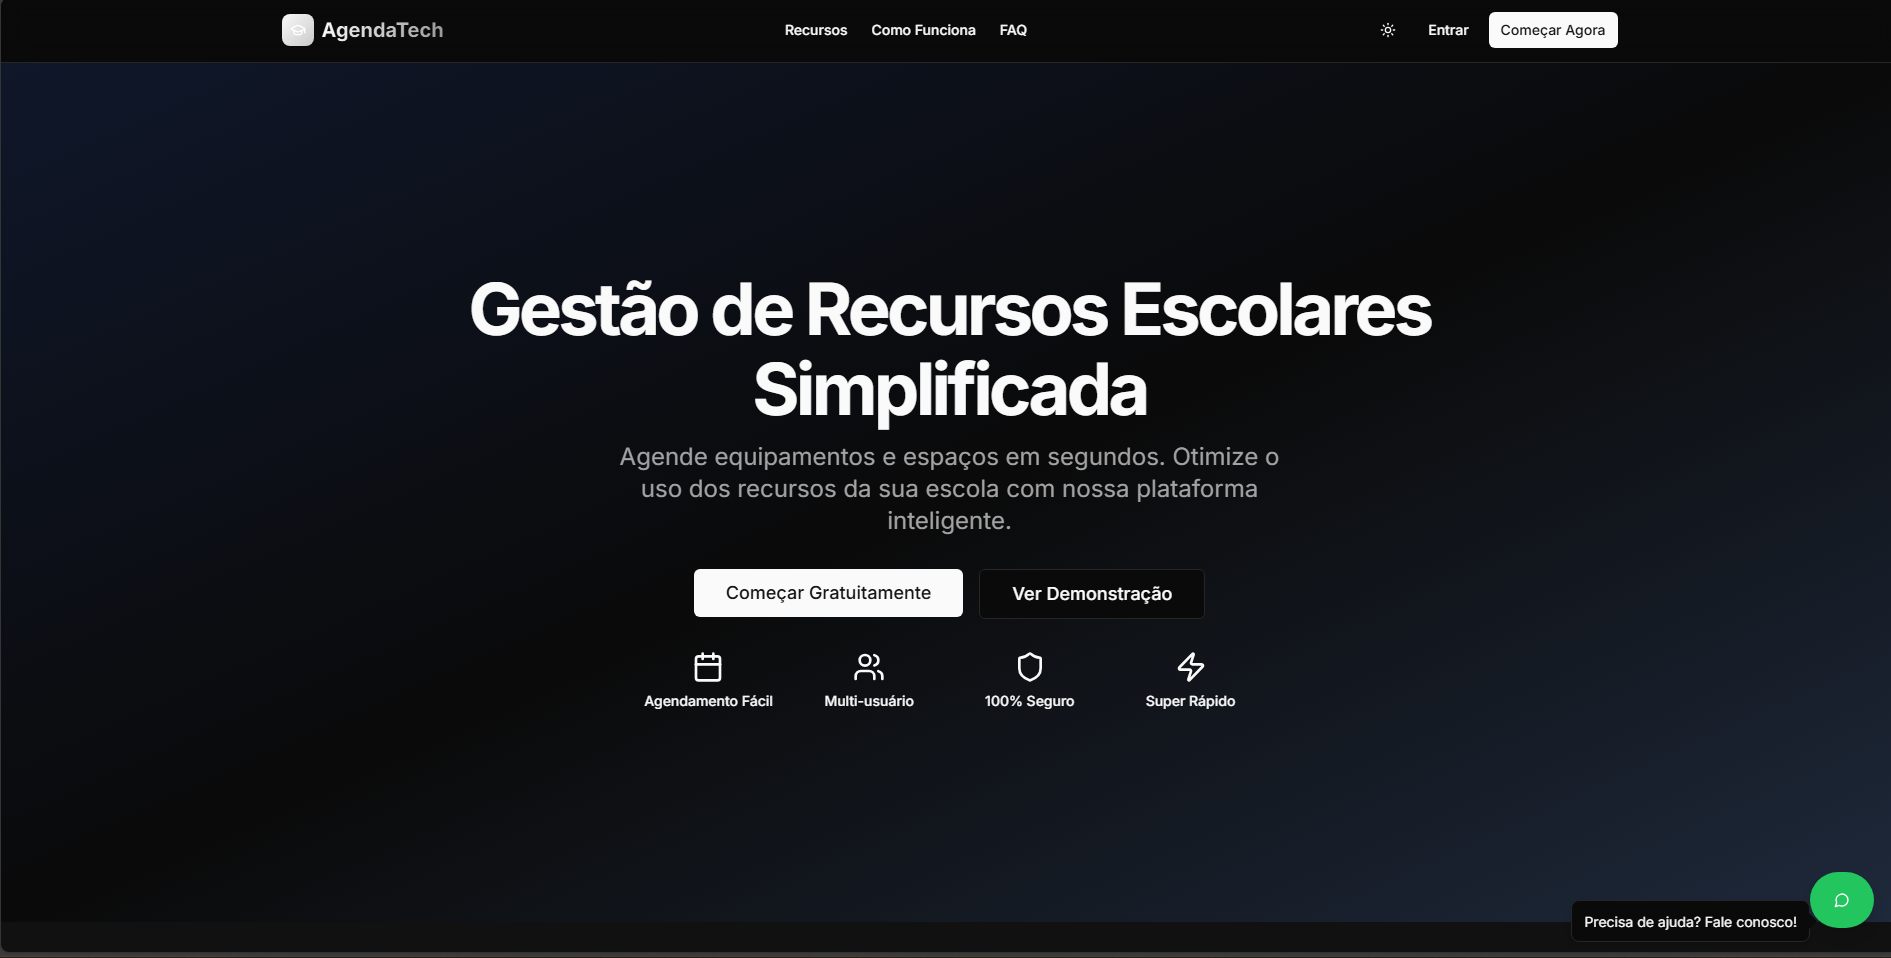 AgendaTech
Recursos
Como Funciona
FAQ
Entrar
Começar Agora
Gestão de Recursos Escolares
Simplificada
Agende equipamentos e espaços em segundos. Otimize o
uso dos recursos da sua escola com nossa plataforma
inteligente.
Começar Gratuitamente
Ver Demonstração
Agendamento Fácil
Multi-usuário
100% Seguro
Super Rápido
Precisa de ajuda? Fale conosco!